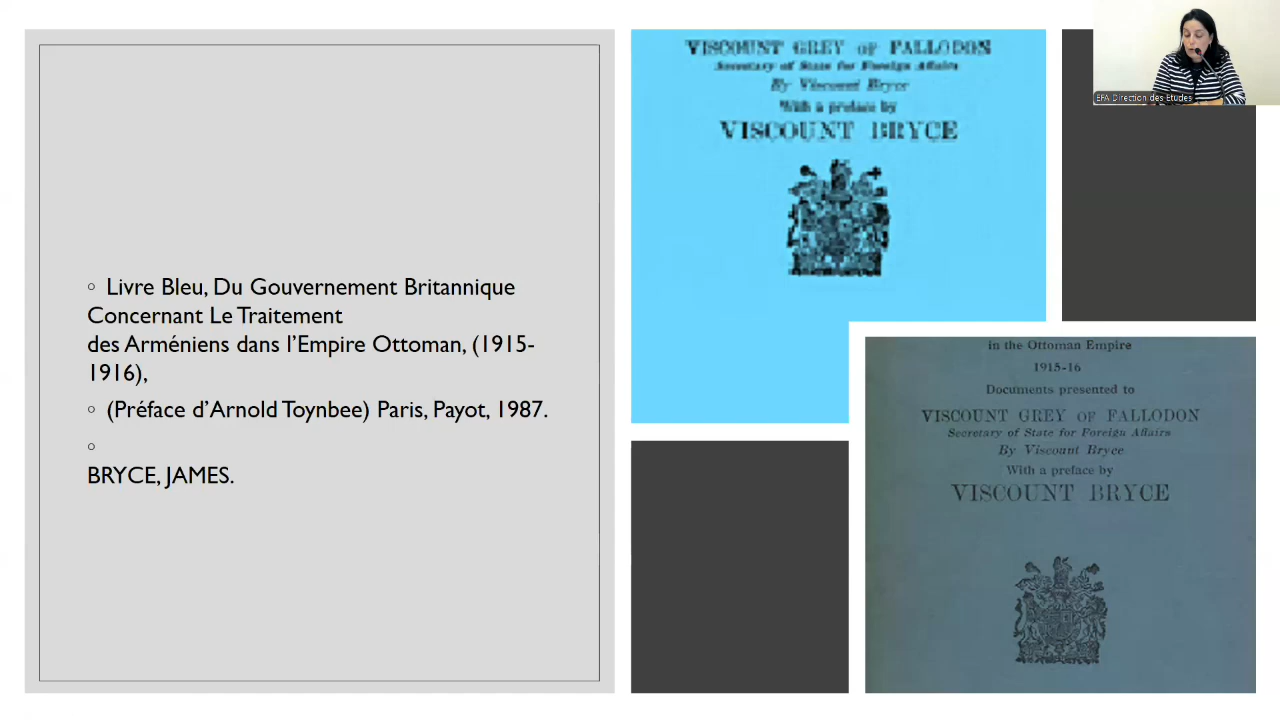 Livre Bleu, Du Gouvernement Britannique
Concernant Le Traitement
des Arméniens dans l’Empire Ottoman, (1915-
1916),
(Préface d’Arnold Toynbee) Paris, Payot, 1987.
BRYCE, JAMES.
VISCOUNT GREY OF FALLODON
Secretary of State for Foreign Affairs
By Viscount Bryce
With a preface by
VISCOUNT BRYCE
EFA Direction des Etudes
in the Ottoman Empire
1915-16
Documents presented to
VISCOUNT GREY OF FALLODON
Secretary of State for Foreign Affairs
By Viscount Bryce
With a preface by
VISCOUNT BRYCE